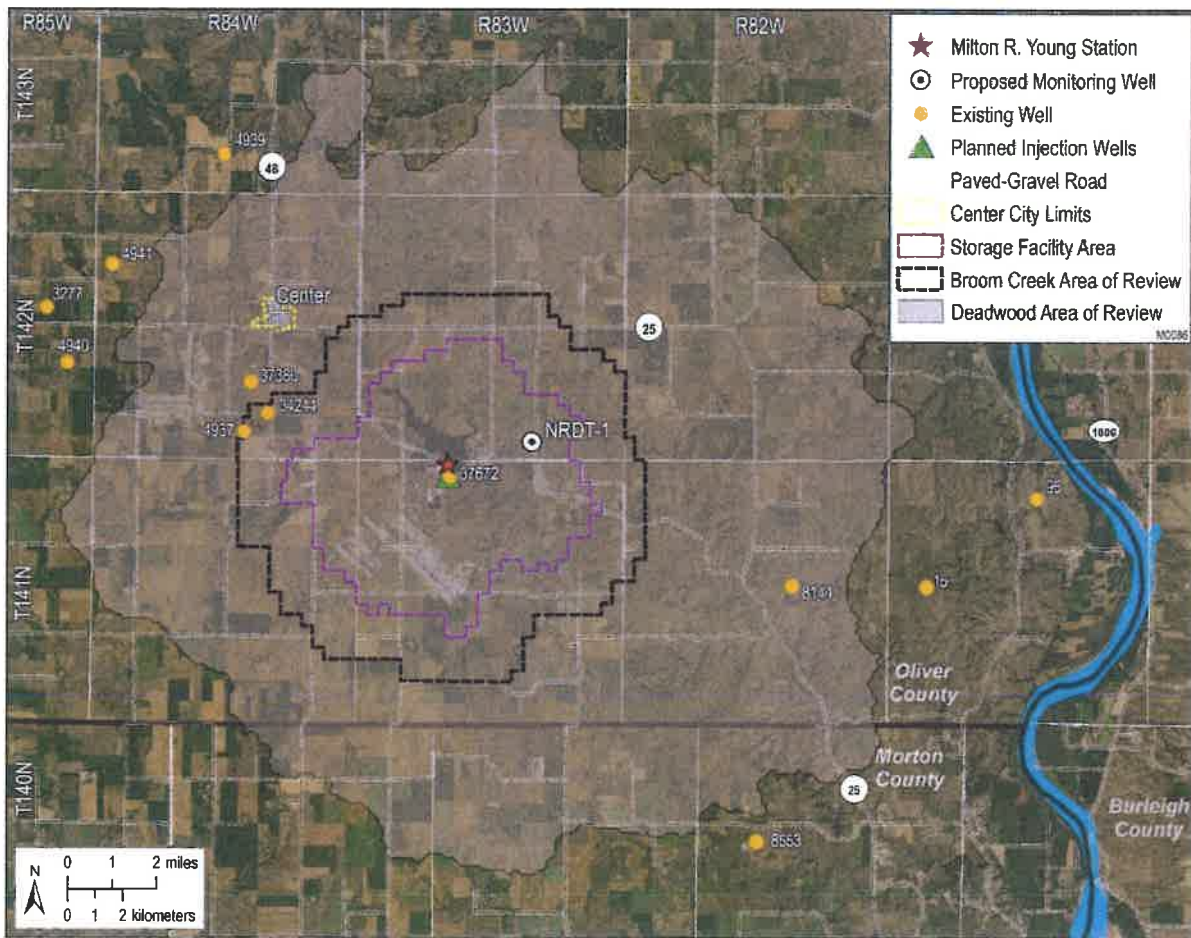 R85W
R84W
R83W
R82W
T143N
T142N
T141N
T140N
Milton R. Young Station
Proposed Monitoring Well
Existing Well
Planned Injection Wells
Paved-Gravel Road
Center City Limits
Storage Facility Area
Broom Creek Area of Review
Deadwood Area of Review
4939
48
4941
3277
4940
Center
25
34244
4937
NRDT-1
37672
1806
8144
15
Oliver
County
Morton
County
25
8553
Burleigh
County
N
0 1 2 miles
0 1 2 kilometers